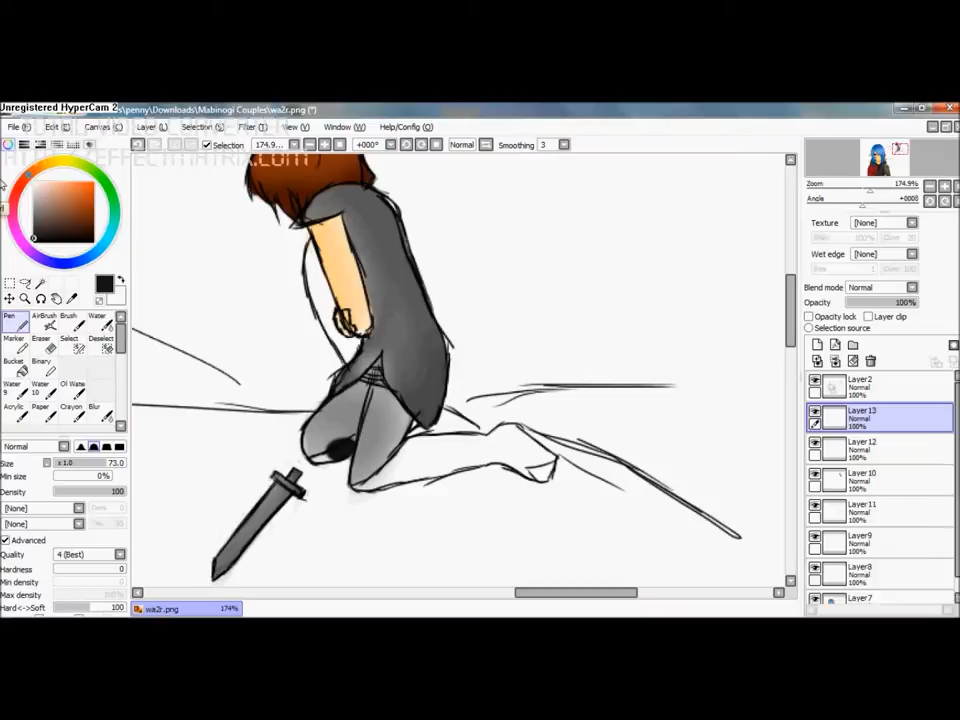 Unregistered HyperCam 2
s\penny\Downloads\Mabinogi Couples\wa2r.png (*)
File (F) Edit (E) Canvas (C) Layer (L) Selection (S) Filter (T) View (V) Window (W) Help/Config (O)
Selection 174.9... +000° Normal Smoothing 3
Zoom 174.9%
Angle +000θ
Texture [None]
100%
Wet edge [None]
Blend mode Normal
Opacity 100%
Opacity lock Layer clip
Selection source
Pen AirBrush Brush Water
Marker Eraser Select Deselect
Bucket Binary
Water 9 Water 10 Oil Wate
Acrylic Paper Crayon Blur
Normal
Size x 1.0 73.0
Min size 0%
Density 100
[None]
[None]
Advanced
Quality 4 (Best)
Hardness 0
Min density
Hard<->Soft 100
Layer2
Normal
100%
Layer13
Normal
100%
Layer12
Normal
100%
Layer10
Normal
100%
Layer11
Normal
100%
Layer9
Normal
100%
Layer8
Normal
100%
Layer7
wa2r.png 174%